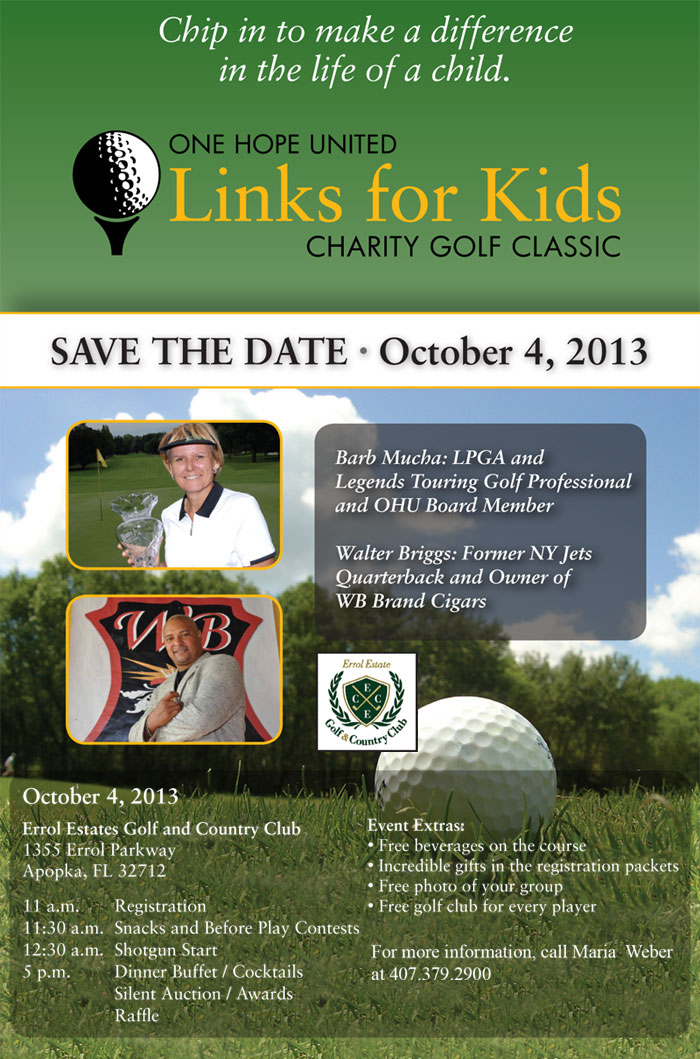 Chip in to make a difference
in the life of a child.
ONE HOPE UNITED
Links for Kids
CHARITY GOLF CLASSIC
SAVE THE DATE • October 4, 2013
Barb Mucha: LPGA and
Legends Touring Golf Professional
and OHU Board Member
Walter Briggs: Former NY Jets
Quarterback and Owner of
WB Brand Cigars
WB
Errol Estate
E
C C
G
E
Golf & Country Club
October 4, 2013
Errol Estates Golf and Country Club
1355 Errol Parkway
Apopka, FL 32712
11 a.m. Registration
11:30 a.m. Snacks and Before Play Contests
12:30 a.m. Shotgun Start
5 p.m. Dinner Buffet / Cocktails
Silent Auction / Awards
Raffle
Event Extras:
• Free beverages on the course
• Incredible gifts in the registration packets
• Free photo of your group
• Free golf club for every player
For more information, call Maria Weber
at 407.379.2900